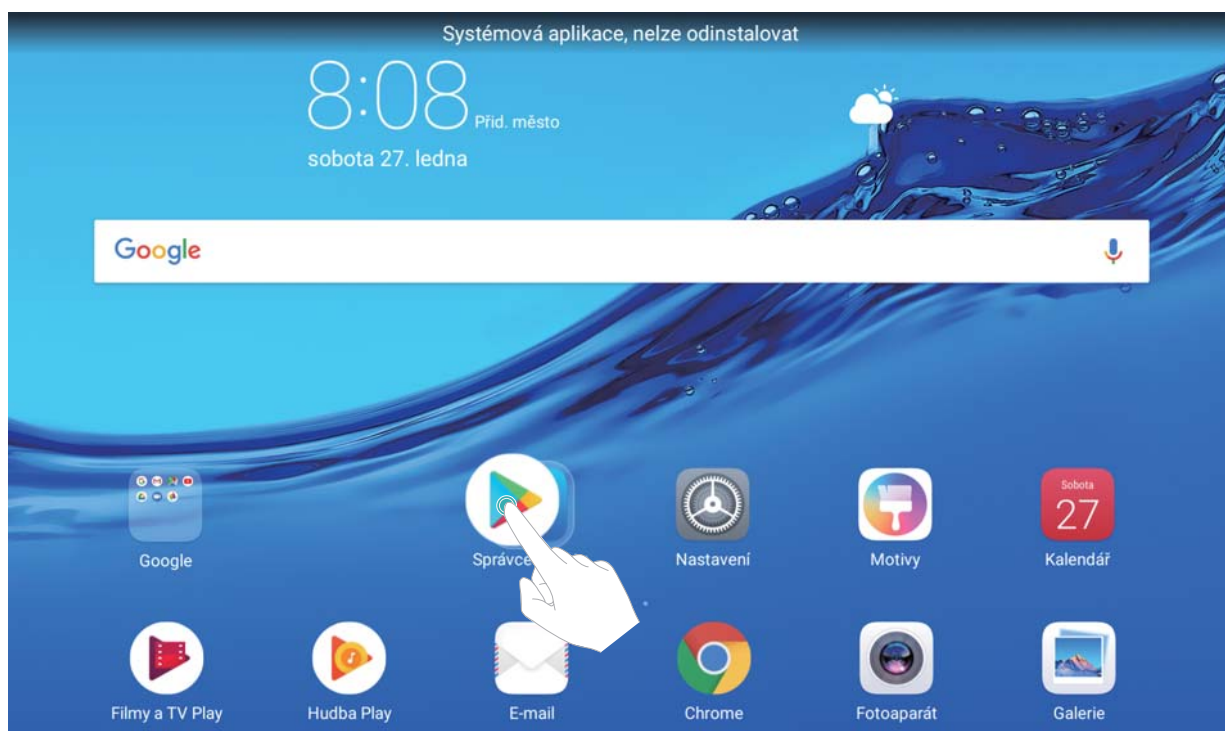 Systémová aplikace, nelze odinstalovat
8:08 Přid. město
sobota 27. ledna
Google
Google
Správce
Nastavení
Motivy
Sobota
27
Kalendář
Filmy a TV Play
Hudba Play
E-mail
Chrome
Fotoaparát
Galerie